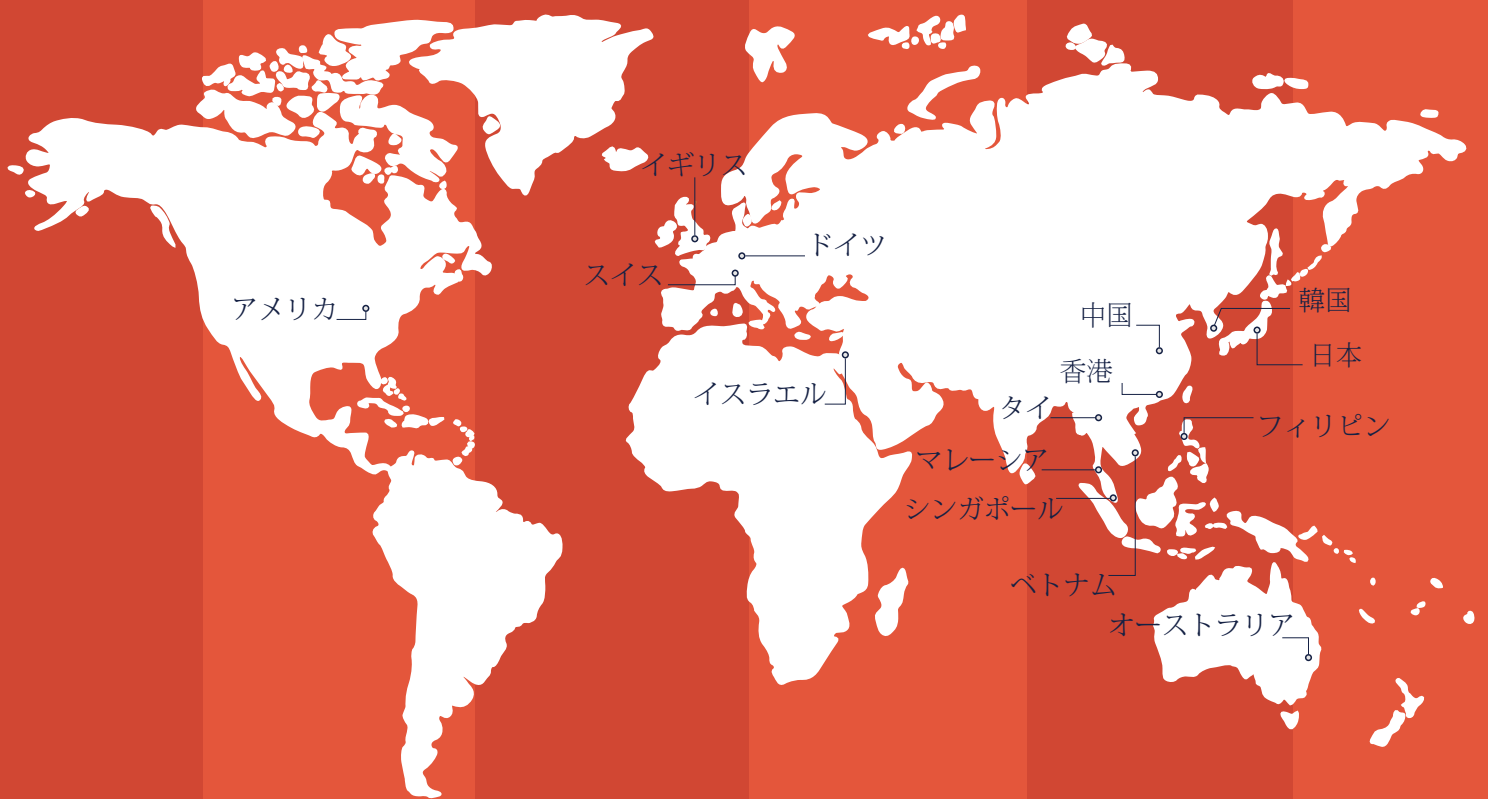 イギリス
ドイツ
スイス
アメリカ
韓国
中国
日本
香港
イスラエル
タイ
フィリピン
マレーシア
シンガポール
ベトナム
オーストラリア